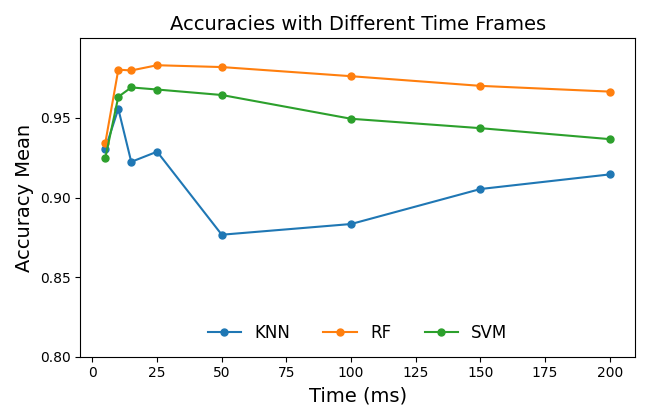 Accuracies with Different Time Frames
Accuracy Mean
0.95
0.90
0.85
0.80
KNN RF SVM
0 25 50 75 100 125 150 175 200
Time (ms)